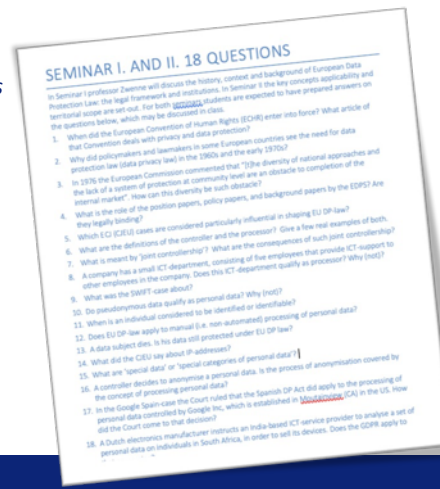 s
SEMINAR I. AND II. 18 QUESTIONS
In Seminar I professor Zwenne will discuss the history, context and background of European Data
Protection Law: the legal framework and institutions. In Seminar II the key concepts applicability and
territorial scope are set out. For both seminars students are expected to have prepared answers on
the questions below, which may be discussed in class.
1. When did the European Convention of Human Rights (ECHR) enter into force? What article of
that Convention deals with privacy and data protection?
2. Why did policymakers and lawmakers in some European countries see the need for data
protection law (data privacy law) in the 1960s and the early 1970s?
3. In 1976 the European Commission commented that "[t]he diversity of national approaches and
the lack of a system of protection at community level are an obstacle to completion of the
internal market". How can this diversity be such obstacle?
4. What is the role of the position papers, policy papers, and background papers by the EDPS? Are
they legally binding?
5. Which ECJ (CJEU) cases are considered particularly influential in shaping EU DP-law?
6. What are the definitions of the controller and the processor? Give a few real examples of both.
7. What is meant by 'joint controllership'? What are the consequences of such joint controllership?
8. A company has a small ICT-department, consisting of five employees that provide ICT-support to
other employees in the company. Does this ICT-department qualify as processor? Why (not)?
9. What was the SWIFT-case about?
10. Do pseudonymous data qualify as personal data? Why (not)?
11. When is an individual considered to be identified or identifiable?
12. Does EU DP-law apply to manual (i.e. non automated) processing of personal data?
13. A data subject dies. Is his data still protected under EU DP law?
14. What did the CJEU say about IP-addresses?
15. What are 'special data' or 'special categories of personal data'?
16. A controller decides to anonymise a personal data. Is the process of anonymisation covered by
the concept of processing personal data?
17. In the Google Spain-case the Court ruled that the Spanish DP Act did apply to the processing of
personal data controlled by Google Inc, which is established in Moutainview (CA) in the US. How
did the Court come to that decision?
18. A Dutch electronics manufacturer instructs an India-based ICT-service provider to analyse a set of
personal data on individuals in South Africa, in order to sell its devices. Does the GDPR apply to